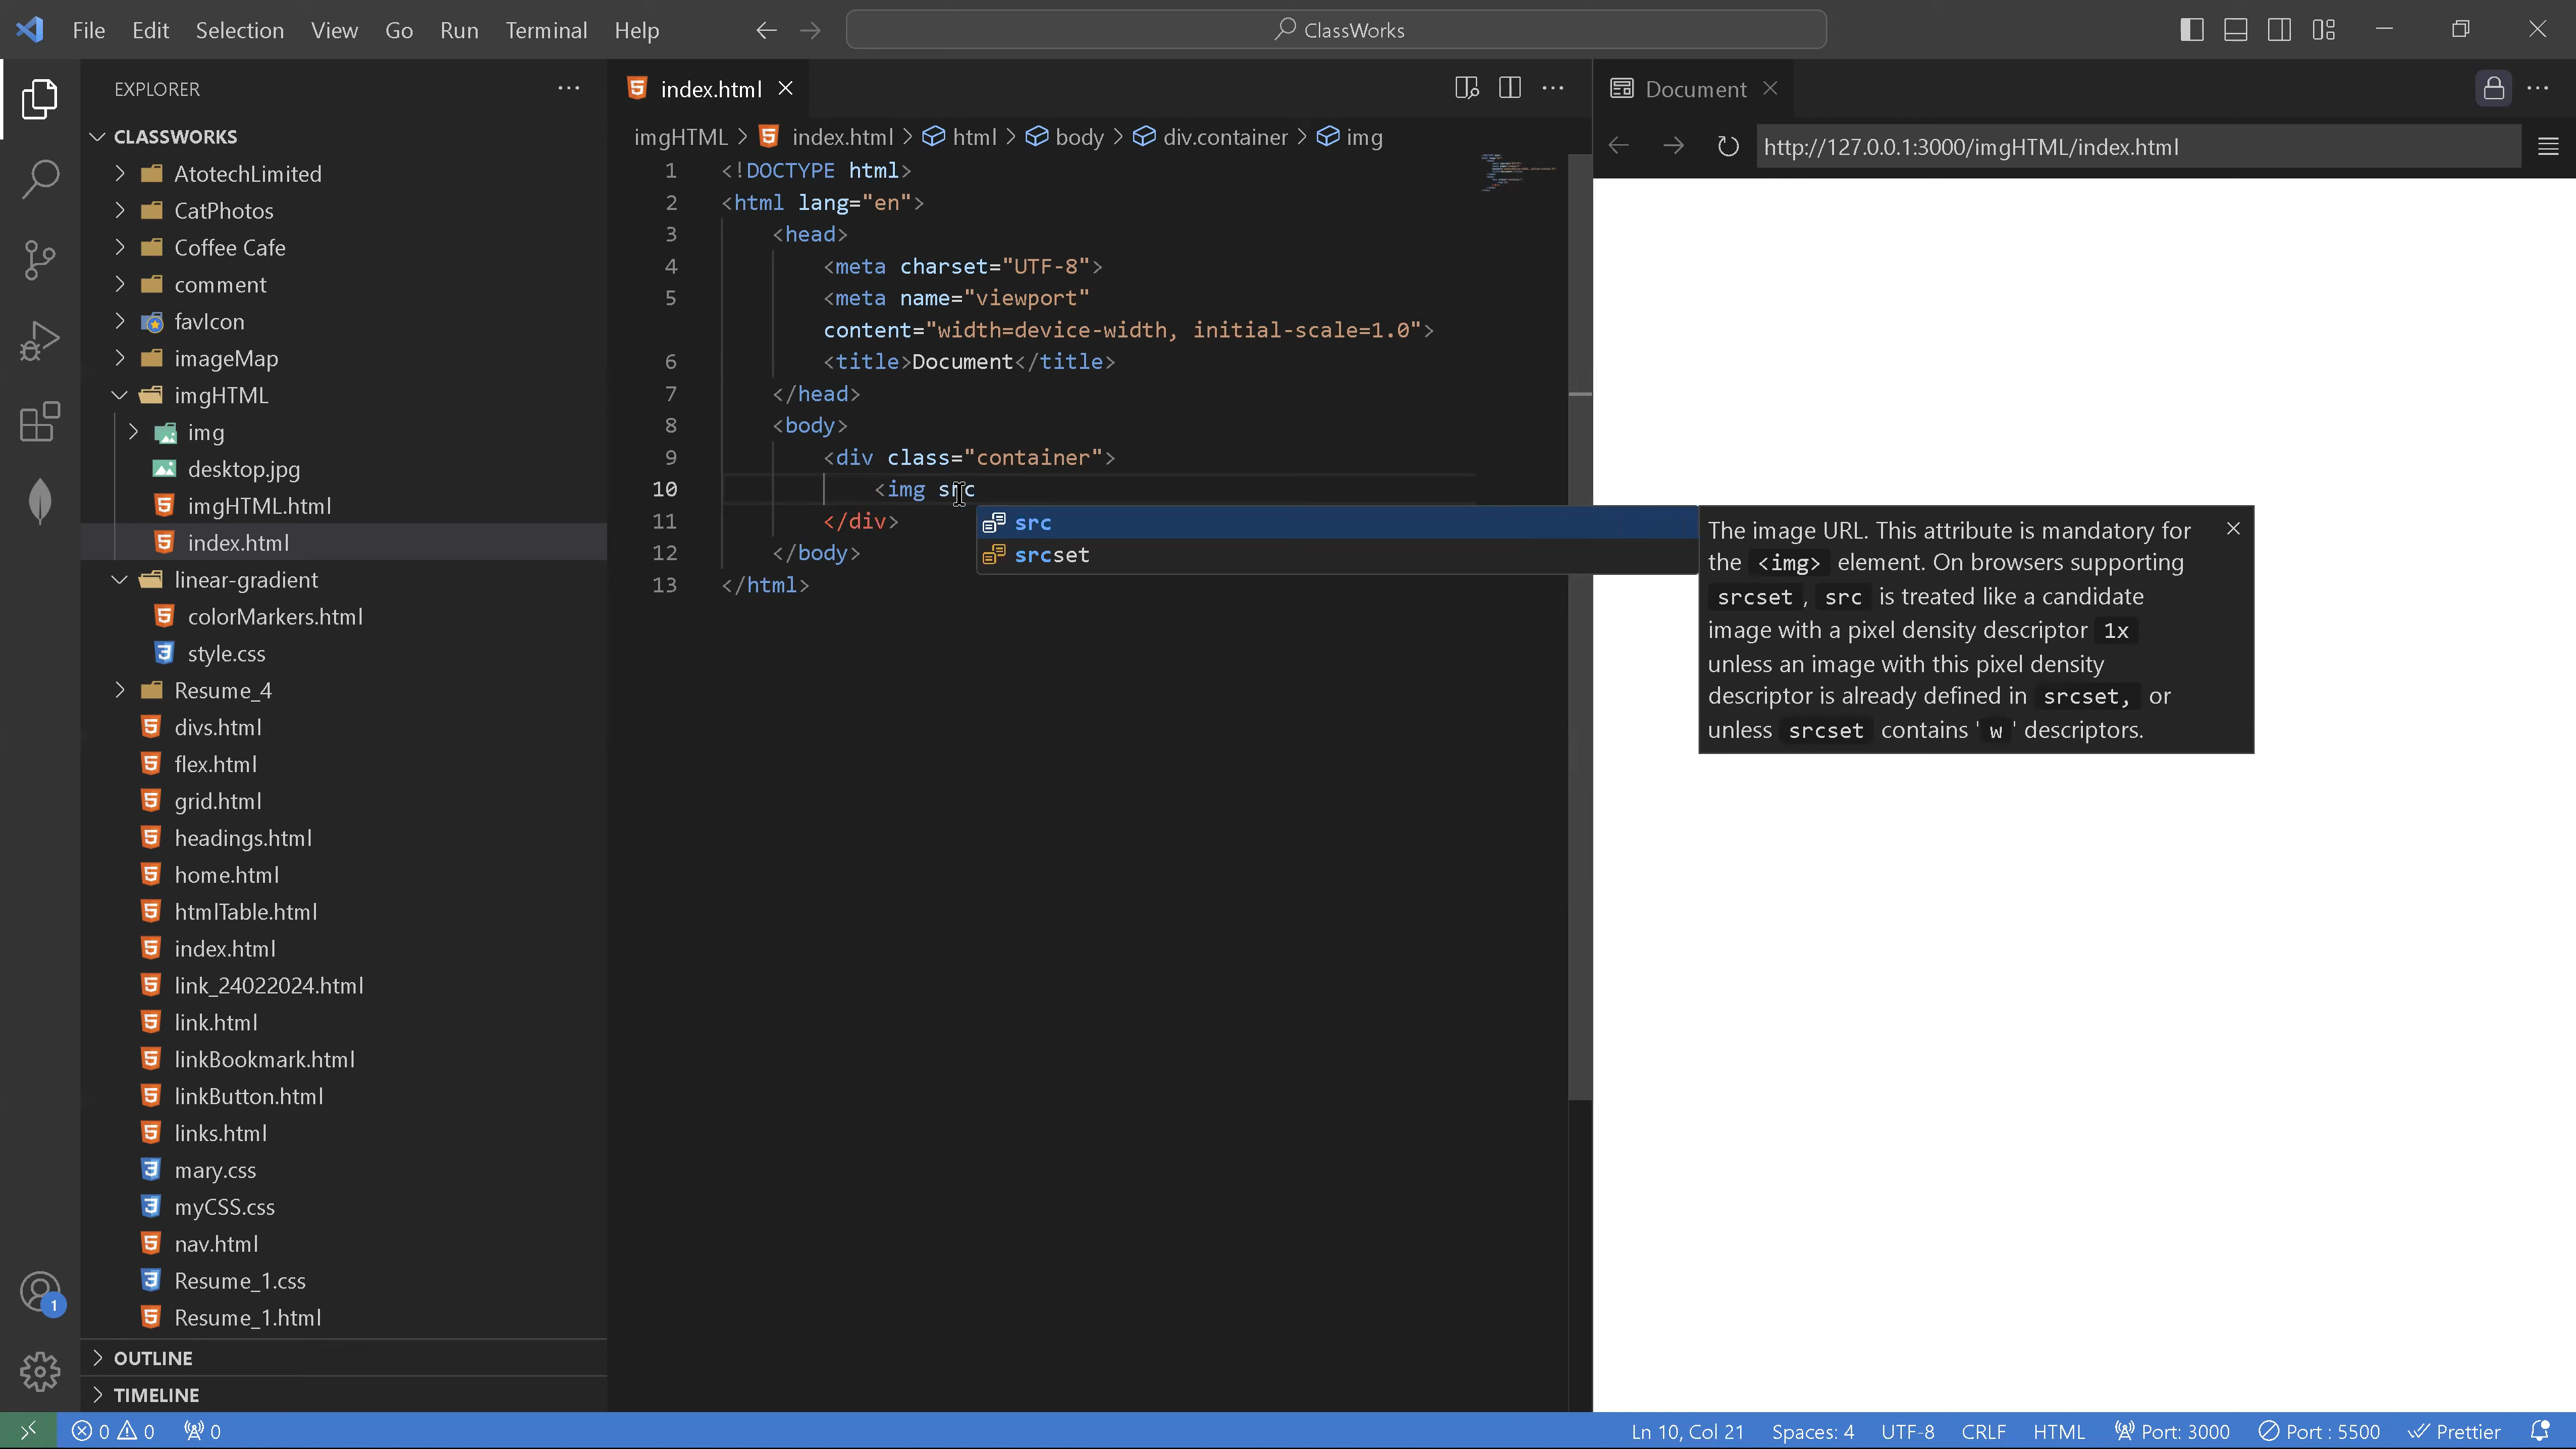 File Edit Selection View Go Run Terminal Help
ClassWorks
EXPLORER
CLASSWORKS
AtotechLimited
CatPhotos
Coffee Cafe
comment
favIcon
imageMap
imgHTML
img
desktop.jpg
imgHTML.html
index.html
linear-gradient
colorMarkers.html
style.css
Resume_4
divs.html
flex.html
grid.html
headings.html
home.html
htmlTable.html
index.html
link_24022024.html
link.html
linkBookmark.html
linkButton.html
links.html
mary.css
myCSS.css
nav.html
Resume_1.css
Resume_1.html
OUTLINE
TIMELINE
1
index.html
imgHTML > index.html > html > body > div.container > img
1 <!DOCTYPE html>
2 <html lang="en">
3 <head>
4 <meta charset="UTF-8">
5 <meta name="viewport"
content="width=device-width, initial-scale=1.0">
6 <title>Document</title>
7 </head>
8 <body>
9 <div class="container">
10 <img src
11 </div>
12 </body>
13 </html>
src
srcset
The image URL. This attribute is mandatory for
the <img> element. On browsers supporting
srcset, src is treated like a candidate
image with a pixel density descriptor 1x
unless an image with this pixel density
descriptor is already defined in srcset, or
unless srcset contains 'w' descriptors.
Document
http://127.0.0.1:3000/imgHTML/index.html
0 0 0
Ln 10, Col 21 Spaces: 4 UTF-8 CRLF HTML Port: 3000 Port : 5500 Prettier